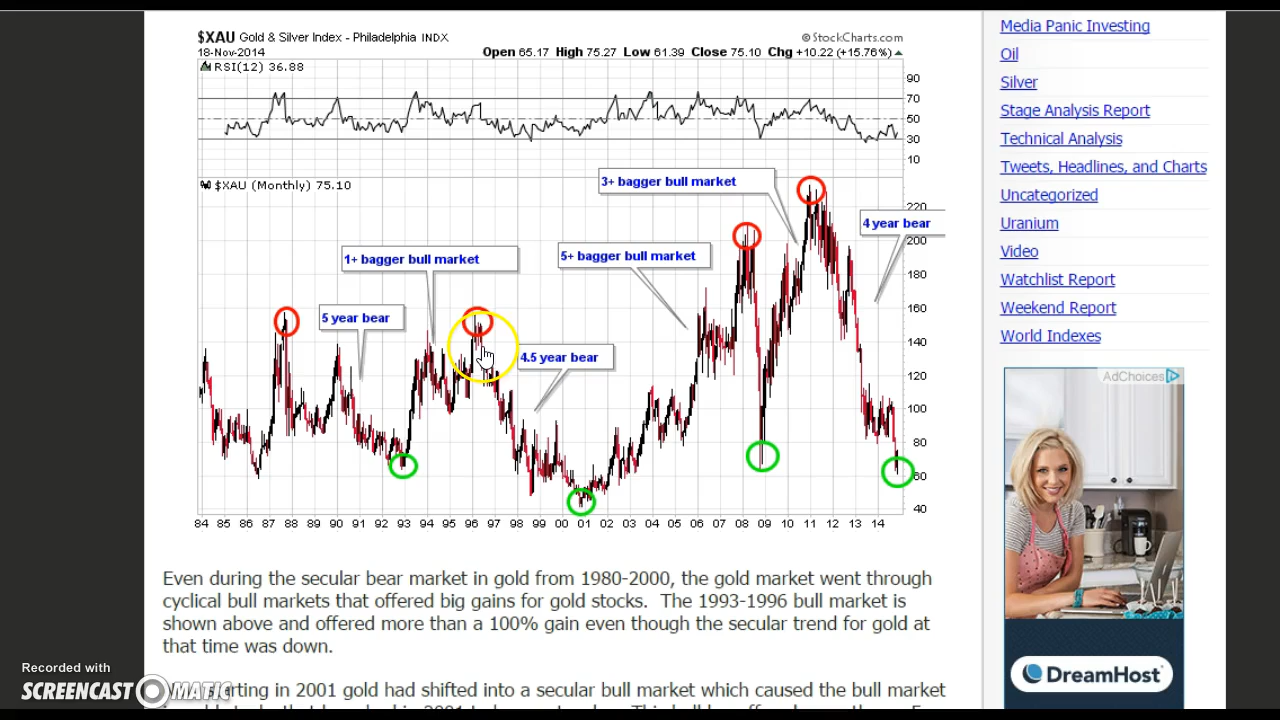 $XAU Gold & Silver Index - Philadelphia INDX
© StockCharts.com
18-Nov-2014
Open 65.17 High 75.27 Low 61.39 Close 75.10 Chg +10.22 (+15.76%)
RSI(12) 36.88
90
70
50
30
10
$XAU (Monthly) 75.10
3+ bagger bull market
4 year bear
5+ bagger bull market
1+ bagger bull market
5 year bear
4.5 year bear
220
200
180
160
140
120
100
80
60
40
84 85 86 87 88 89 90 91 92 93 94 95 96 97 98 99 00 01 02 03 04 05 06 07 08 09 10 11 12 13 14
Even during the secular bear market in gold from 1980-2000, the gold market went through
cyclical bull markets that offered big gains for gold stocks. The 1993-1996 bull market is
shown above and offered more than a 100% gain even though the secular trend for gold at
that time was down.
in 2001 gold had shifted into a secular bull market which caused the bull market
Media Panic Investing
Oil
Silver
Stage Analysis Report
Technical Analysis
Tweets, Headlines, and Charts
Uncategorized
Uranium
Video
Watchlist Report
Weekend Report
World Indexes
AdChoices
DreamHost
Recorded with
SCREENCAST MATIC